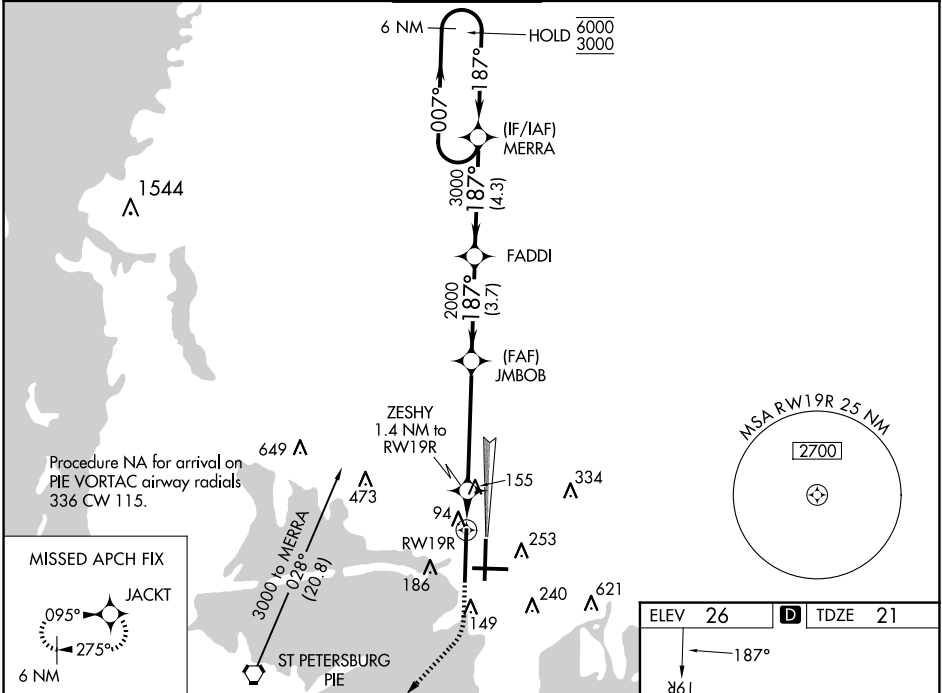 6 NM
HOLD
6000
3000
187°
007°
(IF/IAF)
MERRA
3000
187°
(4.3)
1544
FADDI
2000
187°
(3.7)
(FAF)
JMBOB
ZESHY
1.4 NM to
RW19R
MSA RW19R 25 NM
2700
649
Procedure NA for arrival on
PIE VORTAC airway radials
336 CW 115.
473
155
334
94
RW19R
253
186
3000 to MERRA
028°
(20.8)
MISSED APCH FIX
JACKT
095°
275°
6 NM
149
240
621
ST PETERSBURG
PIE
ELEV 26 D TDZE 21
187°
19R